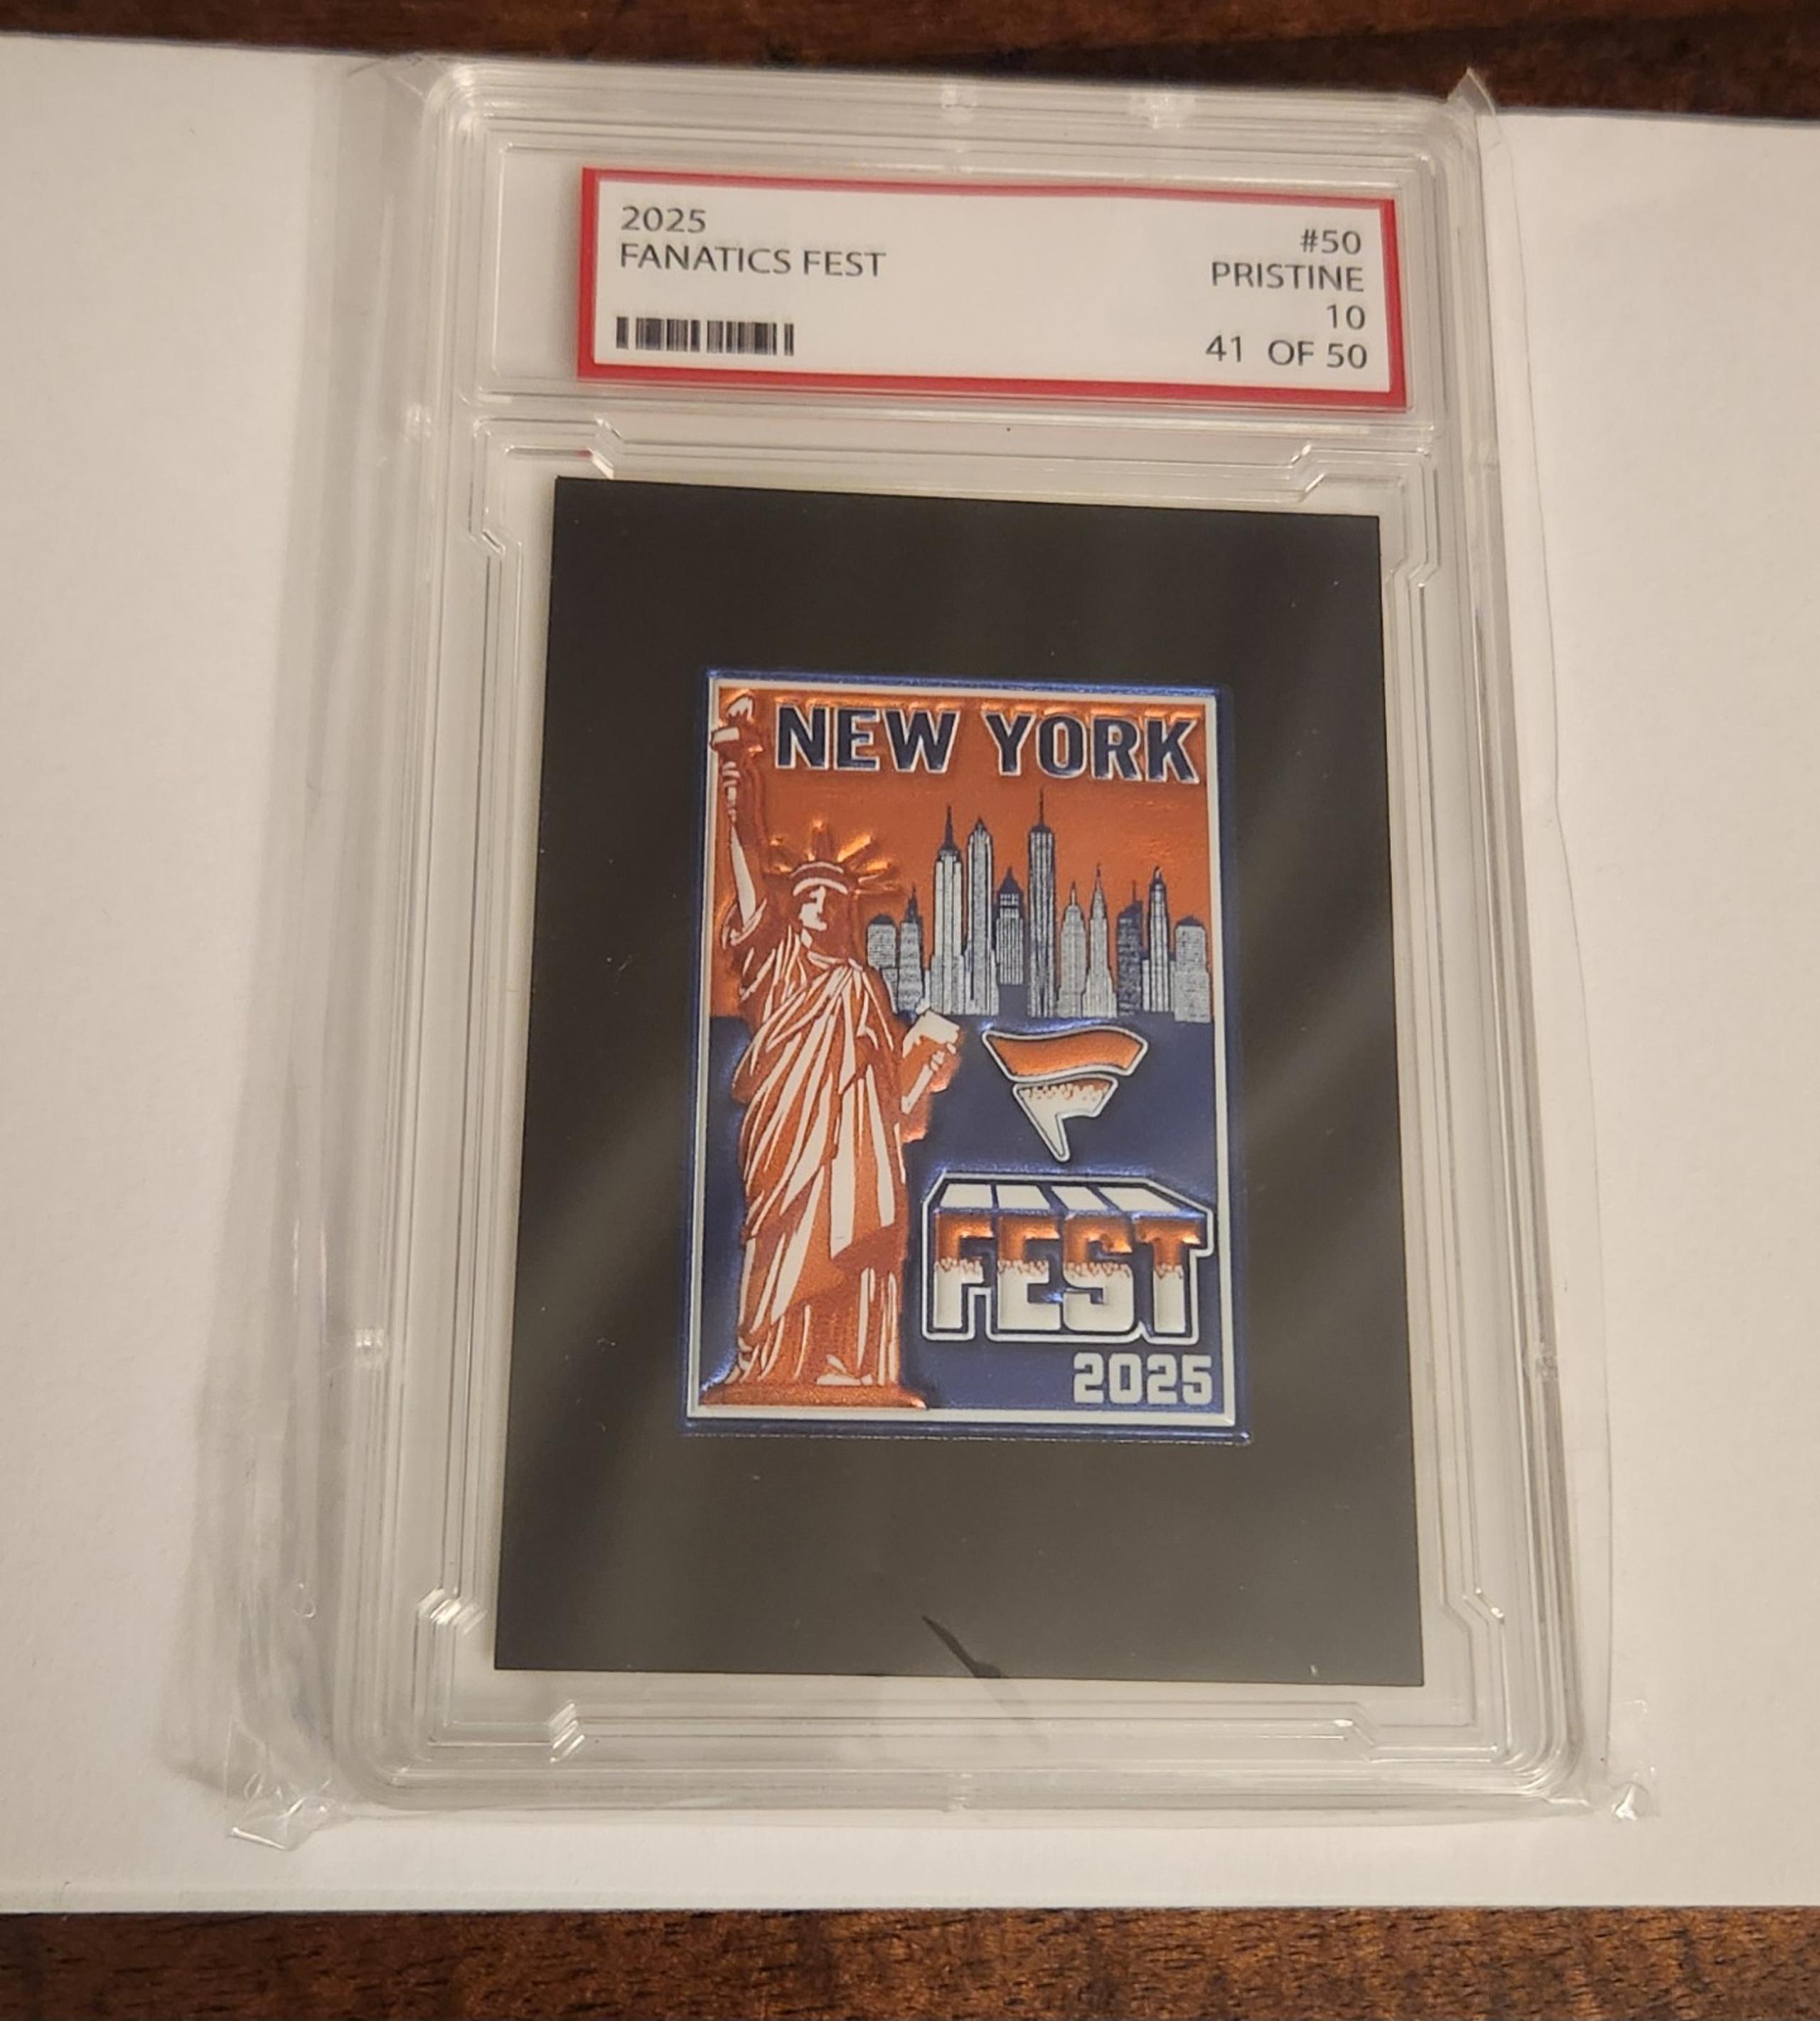 2025
FANATICS FEST
#50
PRISTINE
10
41 OF 50
NEW YORK
FEST
2025